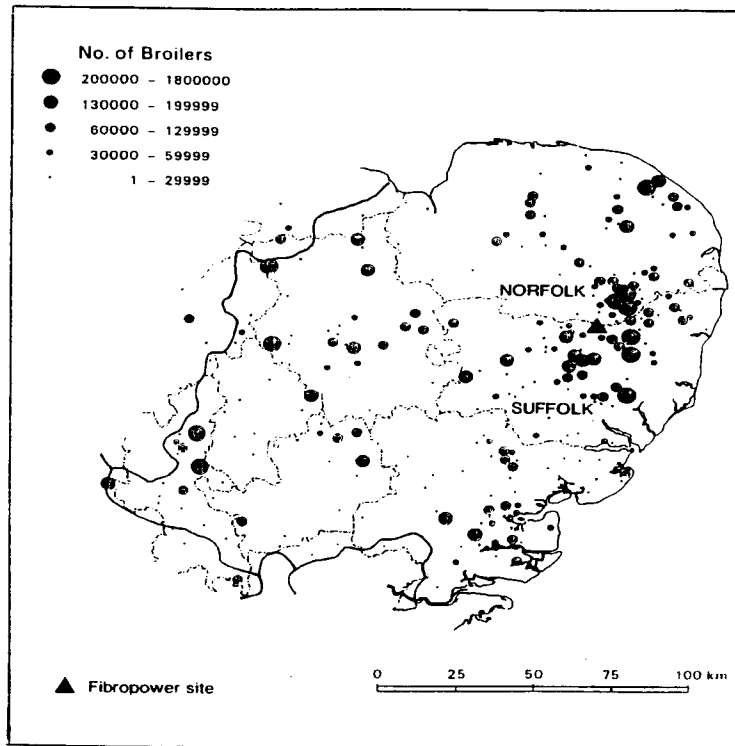 No. of Broilers
200000 - 1800000
130000 - 199999
60000 - 129999
30000 - 59999
1 - 29999
NORFOLK
SUFFOLK
Fibropower site
0 25 50 75 100 km